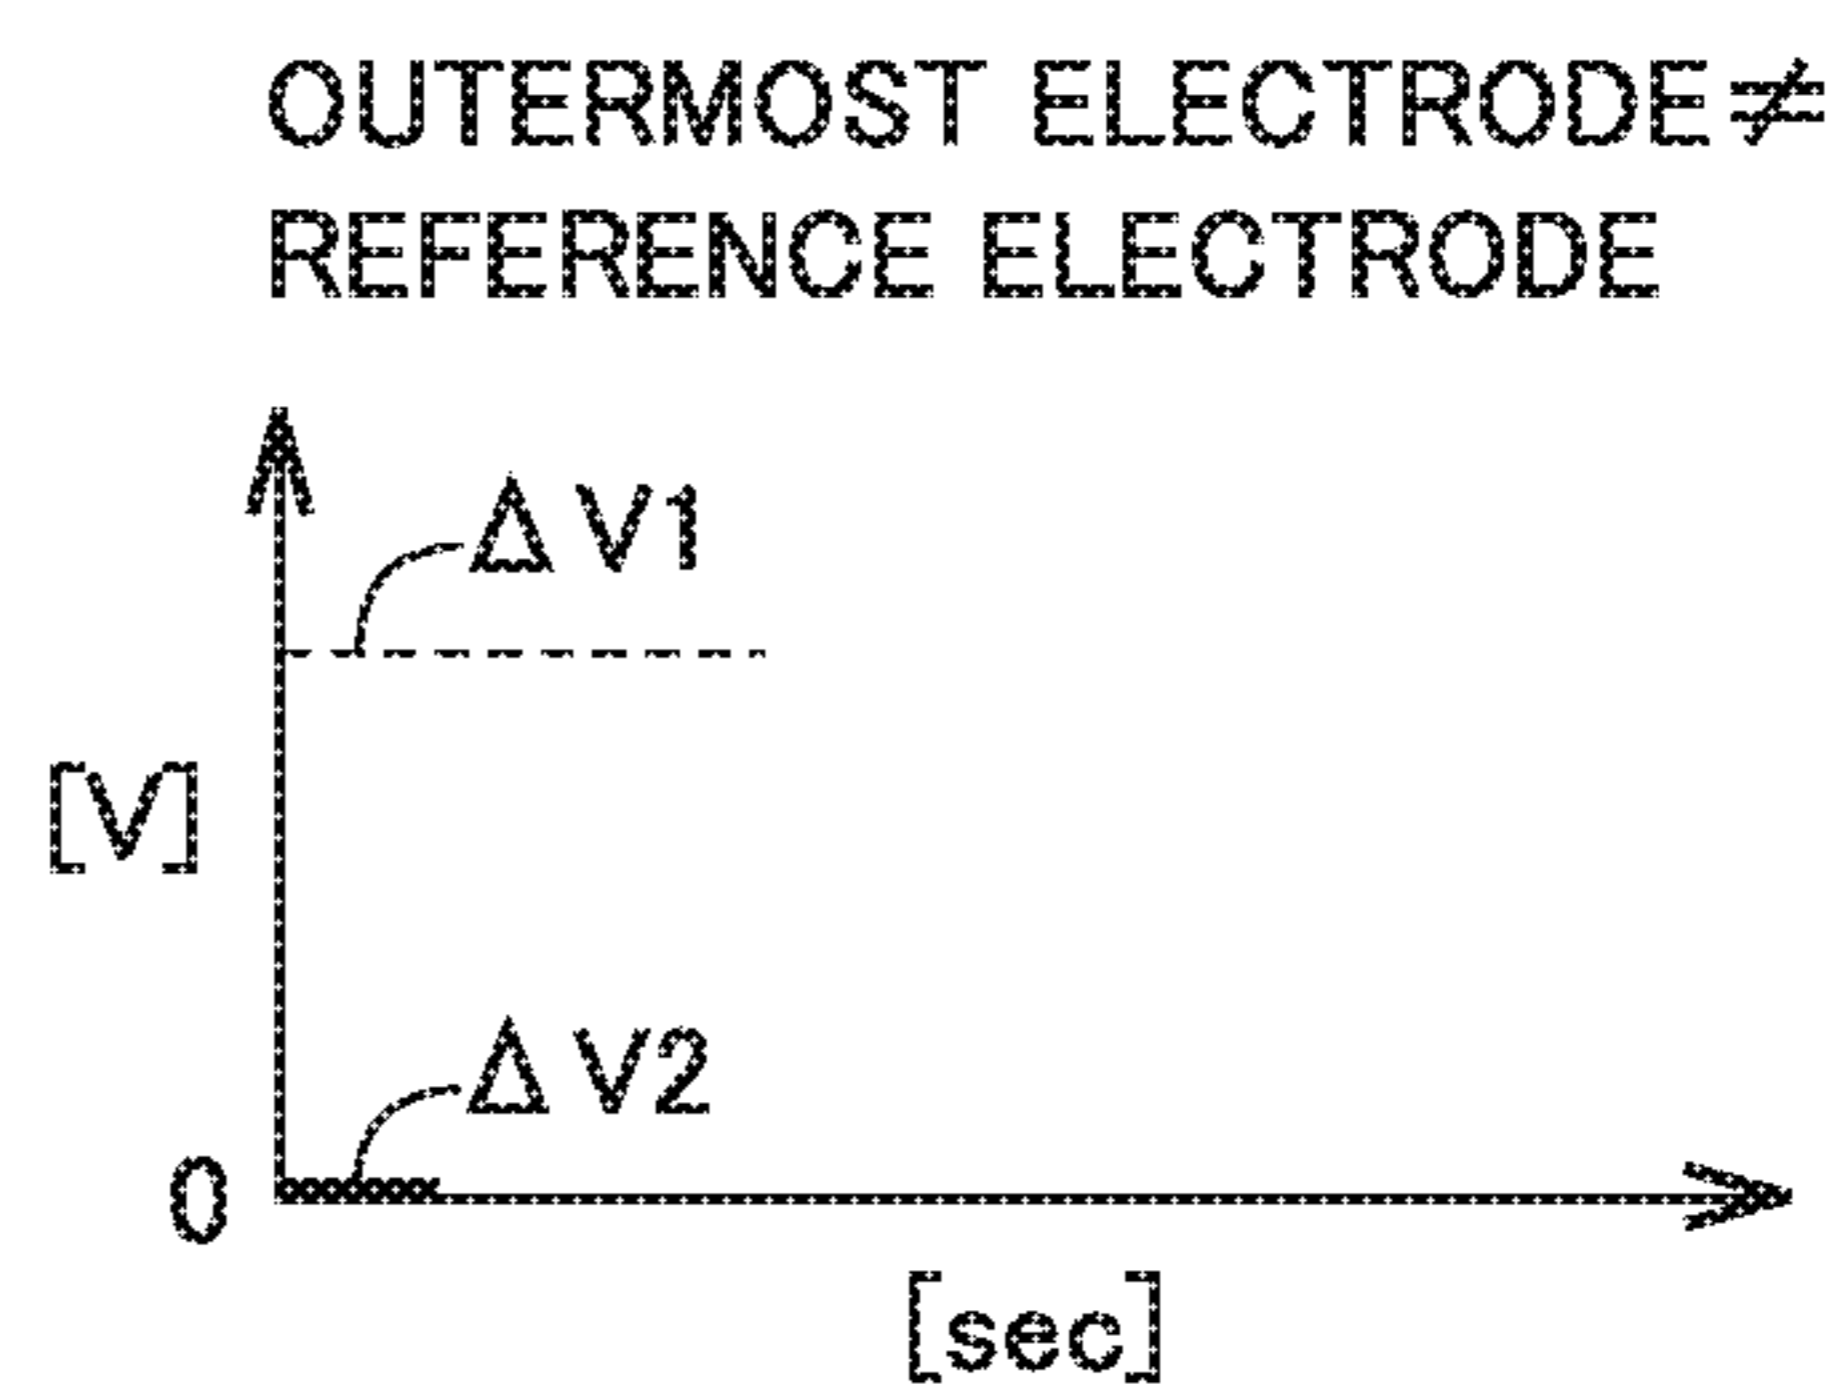 OUTERMOST ELECTRODE≠
REFERENCE ELECTRODE
ΔV1
[V]
ΔV2
0
[sec]